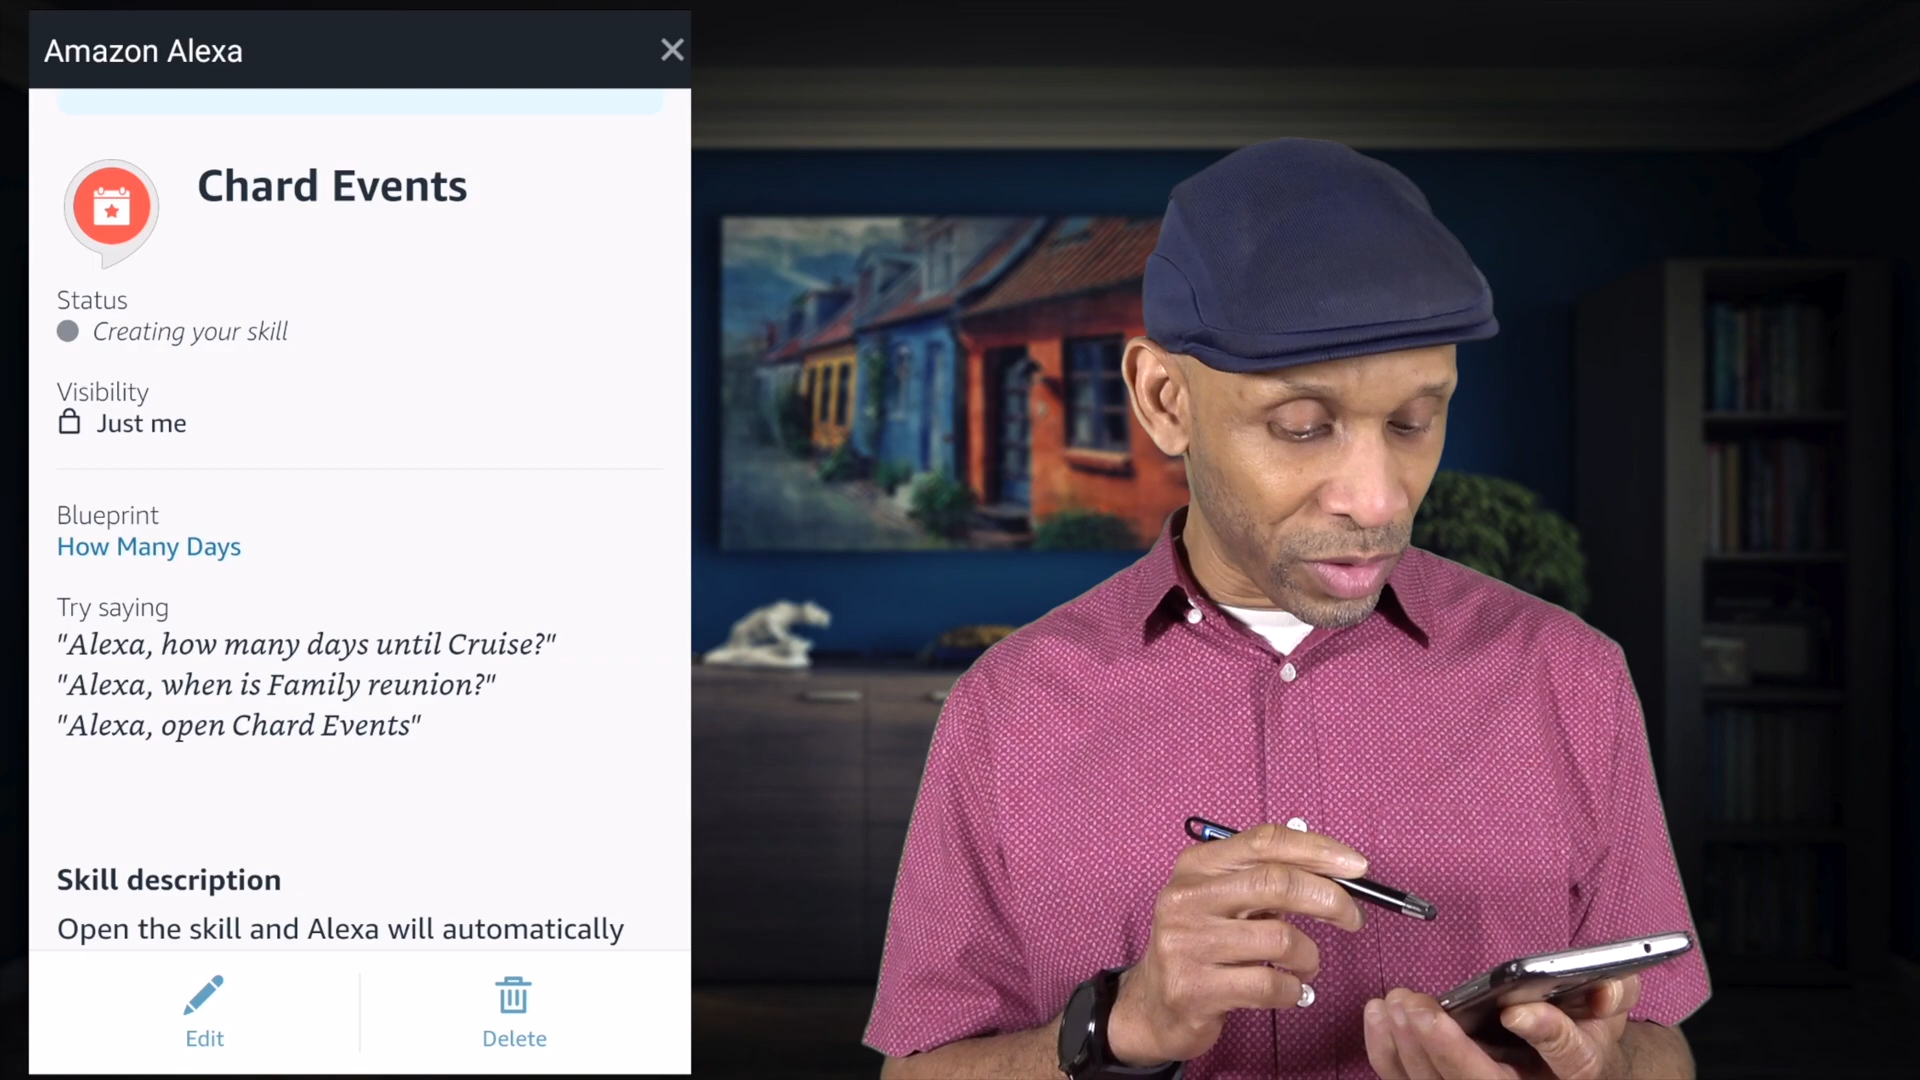 Amazon Alexa
Chard Events
Status
Creating your skill
Visibility
Just me
Blueprint
How Many Days
Try saying
"Alexa, how many days until Cruise?"
"Alexa, when is Family reunion?"
"Alexa, open Chard Events"
Skill description
Open the skill and Alexa will automatically
Edit
Delete